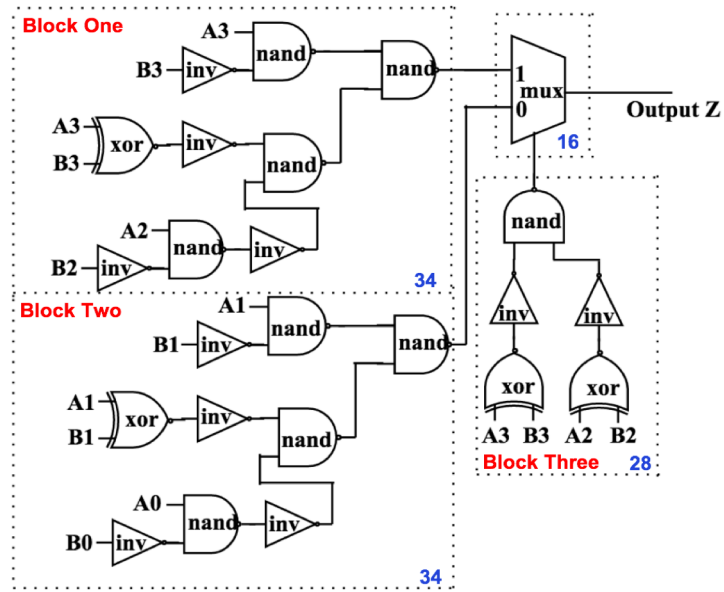 Block One
A3
B3
inv
nand
nand
A3
B3
xor
inv
nand
A2
B2
inv
nand
inv
34
1
mux
0
Output Z
16
nand
inv
inv
xor
xor
A3 B3 A2 B2
Block Three
28
Block Two
A1
B1
inv
nand
nand
A1
B1
xor
inv
nand
A0
B0
inv
nand
inv
34